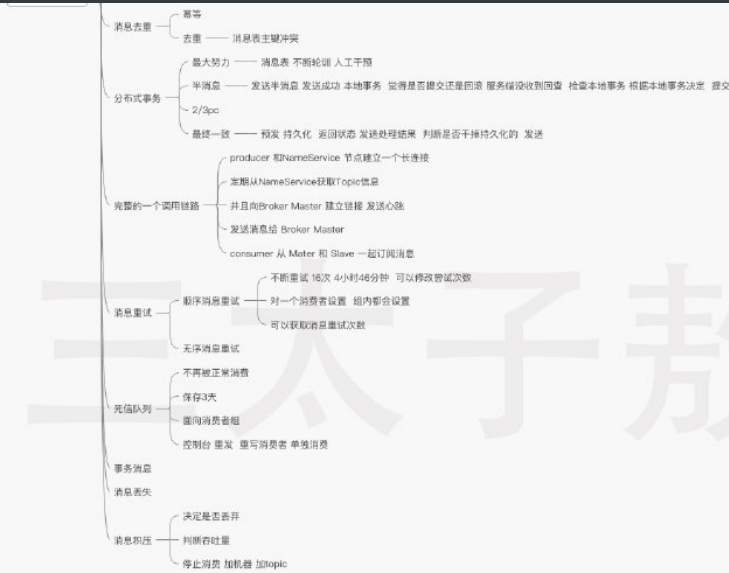 消息去重
幂等
去重
消息表主键冲突
分布式事务
最大努力
消息表 不断轮训 人工干预
半消息
发送半消息 发送成功 本地事务 觉得是否提交还是回滚 服务端没收到回查 检查本地事务 根据本地事务决定 提交
2/3pc
最终一致
预发 持久化 返回状态 发送处理结果 判断是否干掉持久化的 发送
完整的一个调用链路
producer 和NameService 节点建立一个长连接
定期从NameService获取Topic信息
并且向Broker Master 建立链接 发送心跳
发送消息给 Broker Master
consumer 从 Mater 和 Slave 一起订阅消息
消息重试
顺序消息重试
不断重试 16次 4小时46分钟 可以修改尝试次数
对一个消费者设置 组内都会设置
可以获取消息重试次数
无序消息重试
死信队列
不再被正常消费
保存3天
面向消费者组
控制台 重发 重写消费者 单独消费
事务消息
消息丢失
消息积压
决定是否丢弃
判断吞吐量
停止消费 加机器 加topic
三太子敖